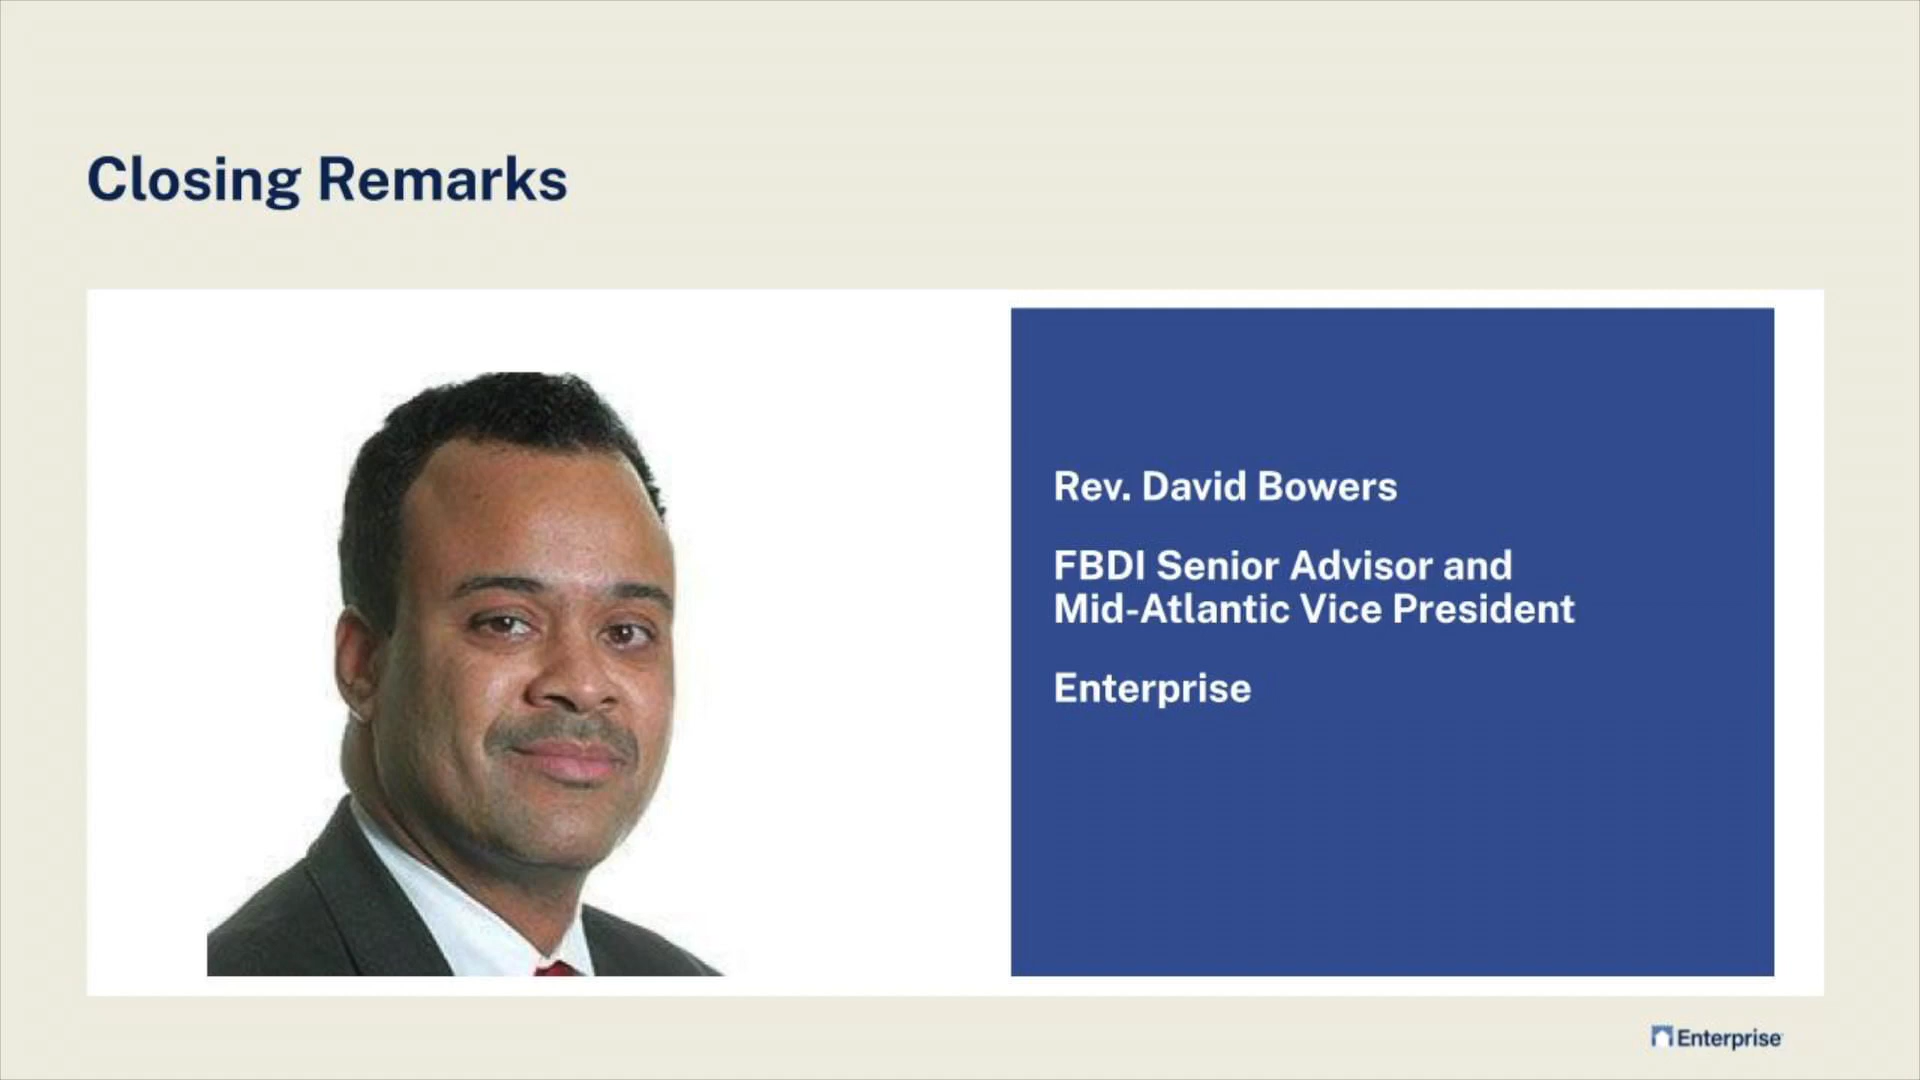 Closing Remarks
Rev. David Bowers
FBDI Senior Advisor and
Mid-Atlantic Vice President
Enterprise
Enterprise